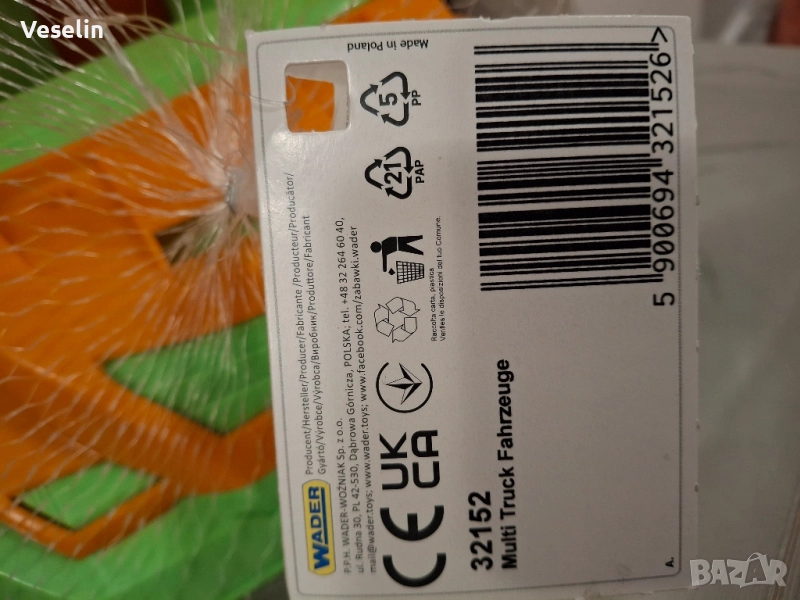 Veselin
Made in Poland
5
PP
21
PAP
Raccolta carta, plastica.
Verifica le disposizioni del tuo Comune.
WADER
Producent/Hersteller/Producer/Fabricante/Producteur/Producător/
Gyártó/Výrobce/Výrobca/Виробник/Produttore/Fabricant
P.P.H. WADER-WOŹNIAK Sp. z o.o.
ul. Rudna 30, PL 42-530, Dąbrowa Górnicza, POLSKA; tel. +48 32 264 60 40,
mail@wader.toys; www.wader.toys; www.facebook.com/zabawki.wader
CE
UK
CA
32152
Multi Truck Fahrzeuge
5 900694 321526 >
A.
BAZAR